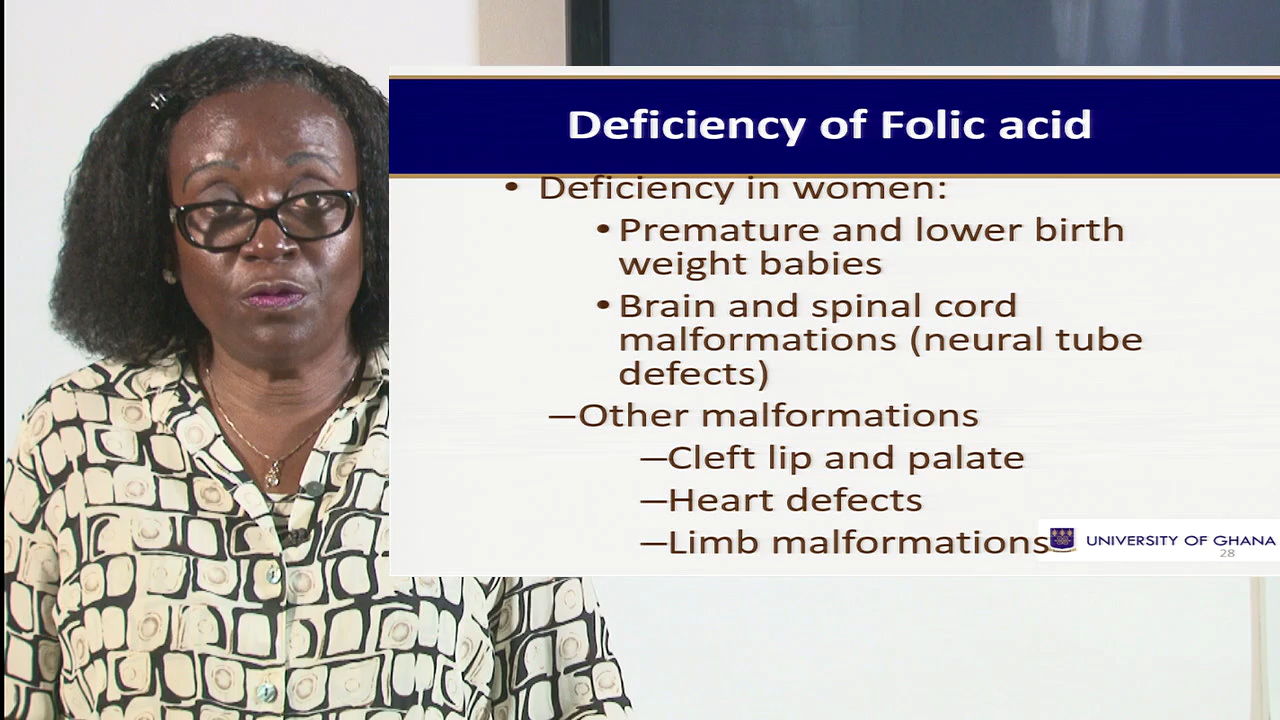 Deficiency of Folic acid
• Deficiency in women:
• Premature and lower birth
weight babies
• Brain and spinal cord
malformations (neural tube
defects)
–Other malformations
–Cleft lip and palate
–Heart defects
–Limb malformations
UNIVERSITY OF GHANA
28